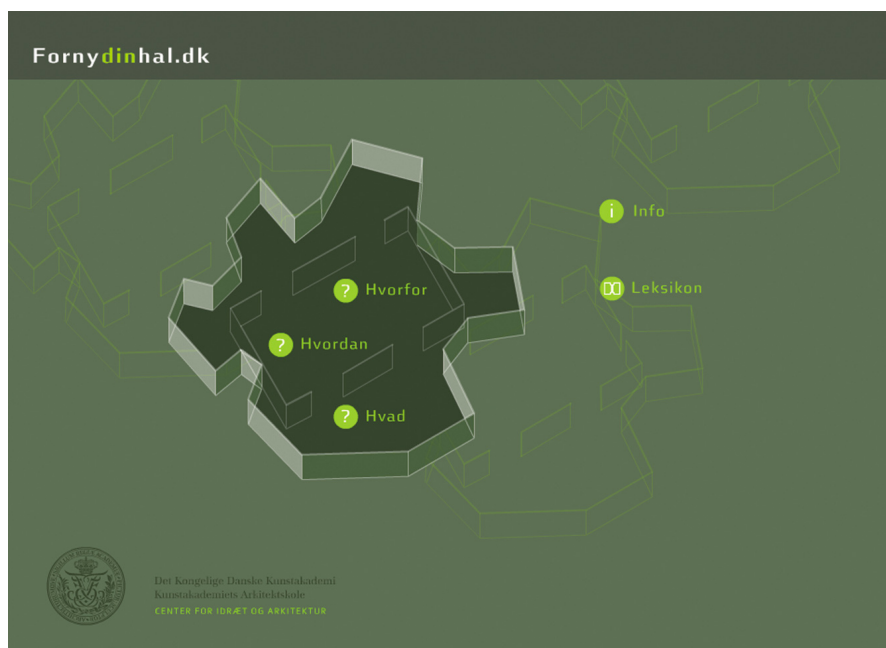 Fornydinhal.dk
i Info
? Hvorfor
Leksikon
? Hvordan
? Hvad
Det Kongelige Danske Kunstakademi
Kunstakademiets Arkitektskole
CENTER FOR IDRÆT OG ARKITEKTUR